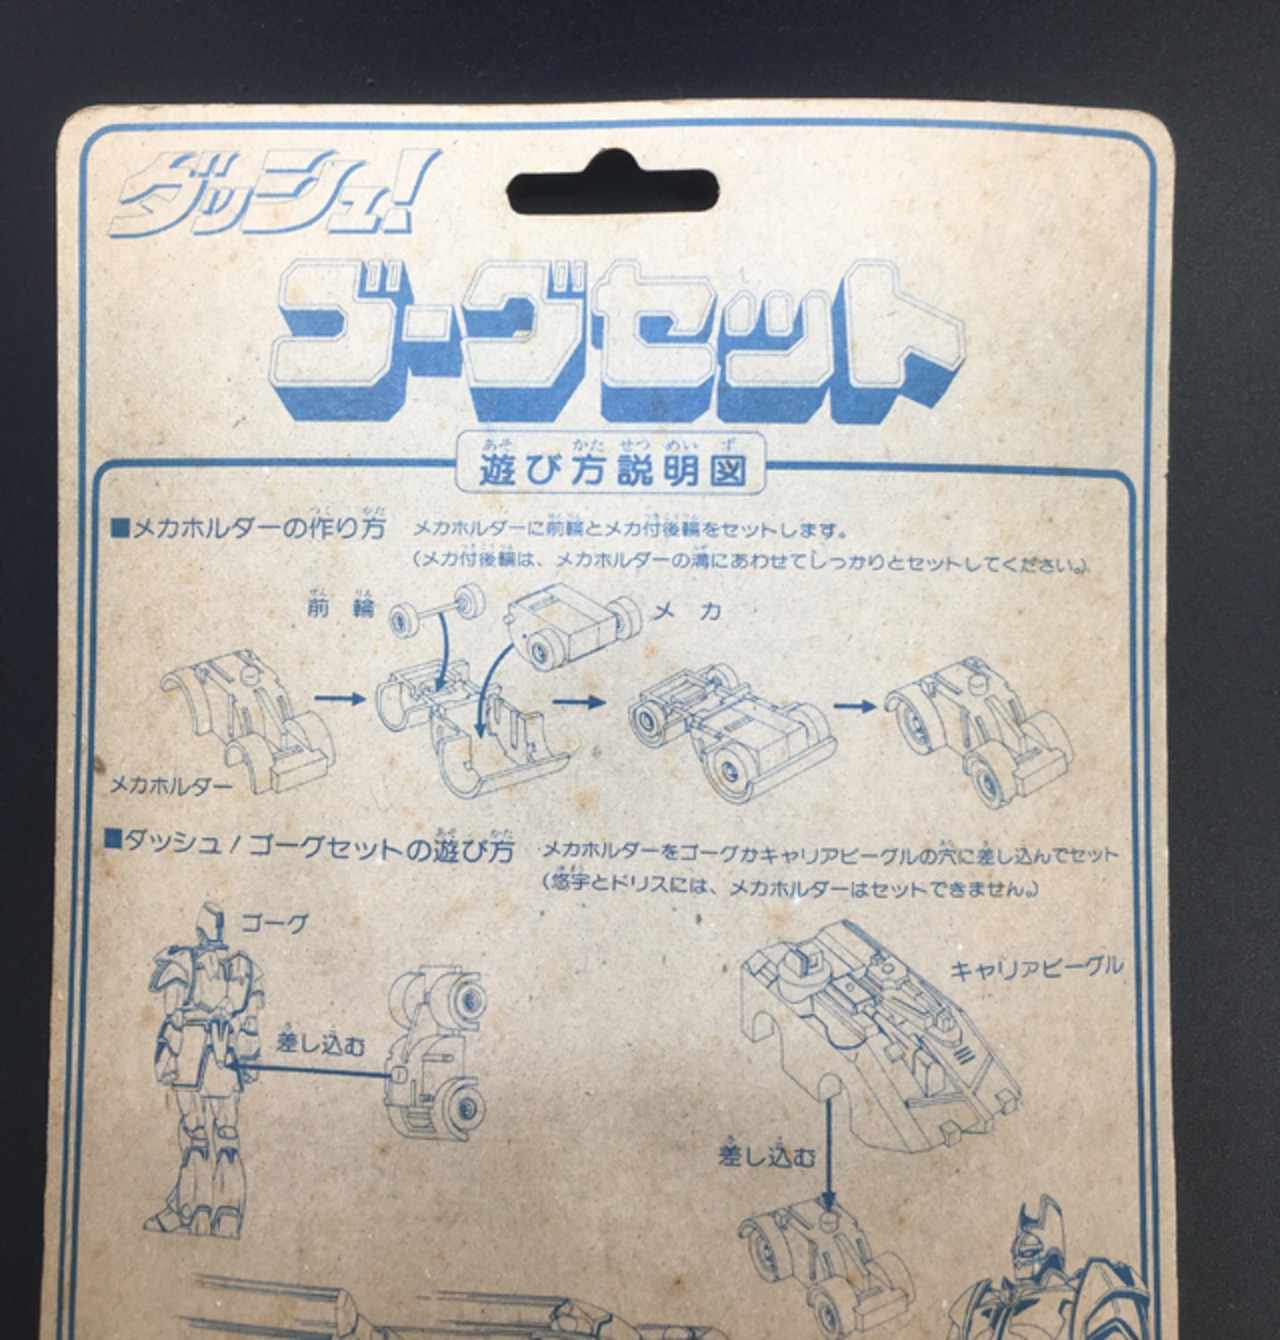 ダッシュ!
ゴーグセット
遊び方説明図
■メカホルダーの作り方 メカホルダーに前輪とメカ付後輪をセットします。
(メカ付後輪は、メカホルダーの溝にあわせてしっかりとセットしてください。)
前輪
メカ
メカホルダー
■ダッシュ!ゴーグセットの遊び方 メカホルダーをゴーグかキャリアビーグルの穴に差し込んでセット
(悠宇とドリスには、メカホルダーはセットできません。)
ゴーグ
キャリアビーグル
差し込む
差し込む